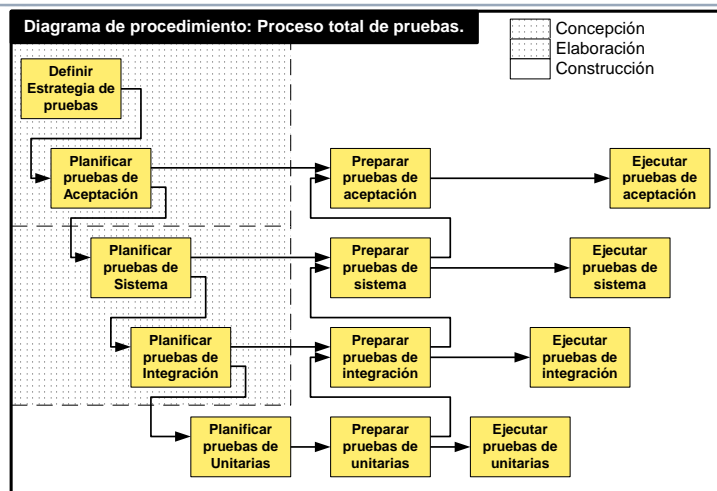 Diagrama de procedimiento: Proceso total de pruebas.
Concepción
Elaboración
Construcción
Definir
Estrategia de
pruebas
Planificar
pruebas de
Aceptación
Preparar
pruebas de
aceptación
Ejecutar
pruebas de
aceptación
Planificar
pruebas de
Sistema
Preparar
pruebas de
sistema
Ejecutar
pruebas de
sistema
Planificar
pruebas de
Integración
Preparar
pruebas de
integración
Ejecutar
pruebas de
integración
Planificar
pruebas de
Unitarias
Preparar
pruebas de
unitarias
Ejecutar
pruebas de
unitarias